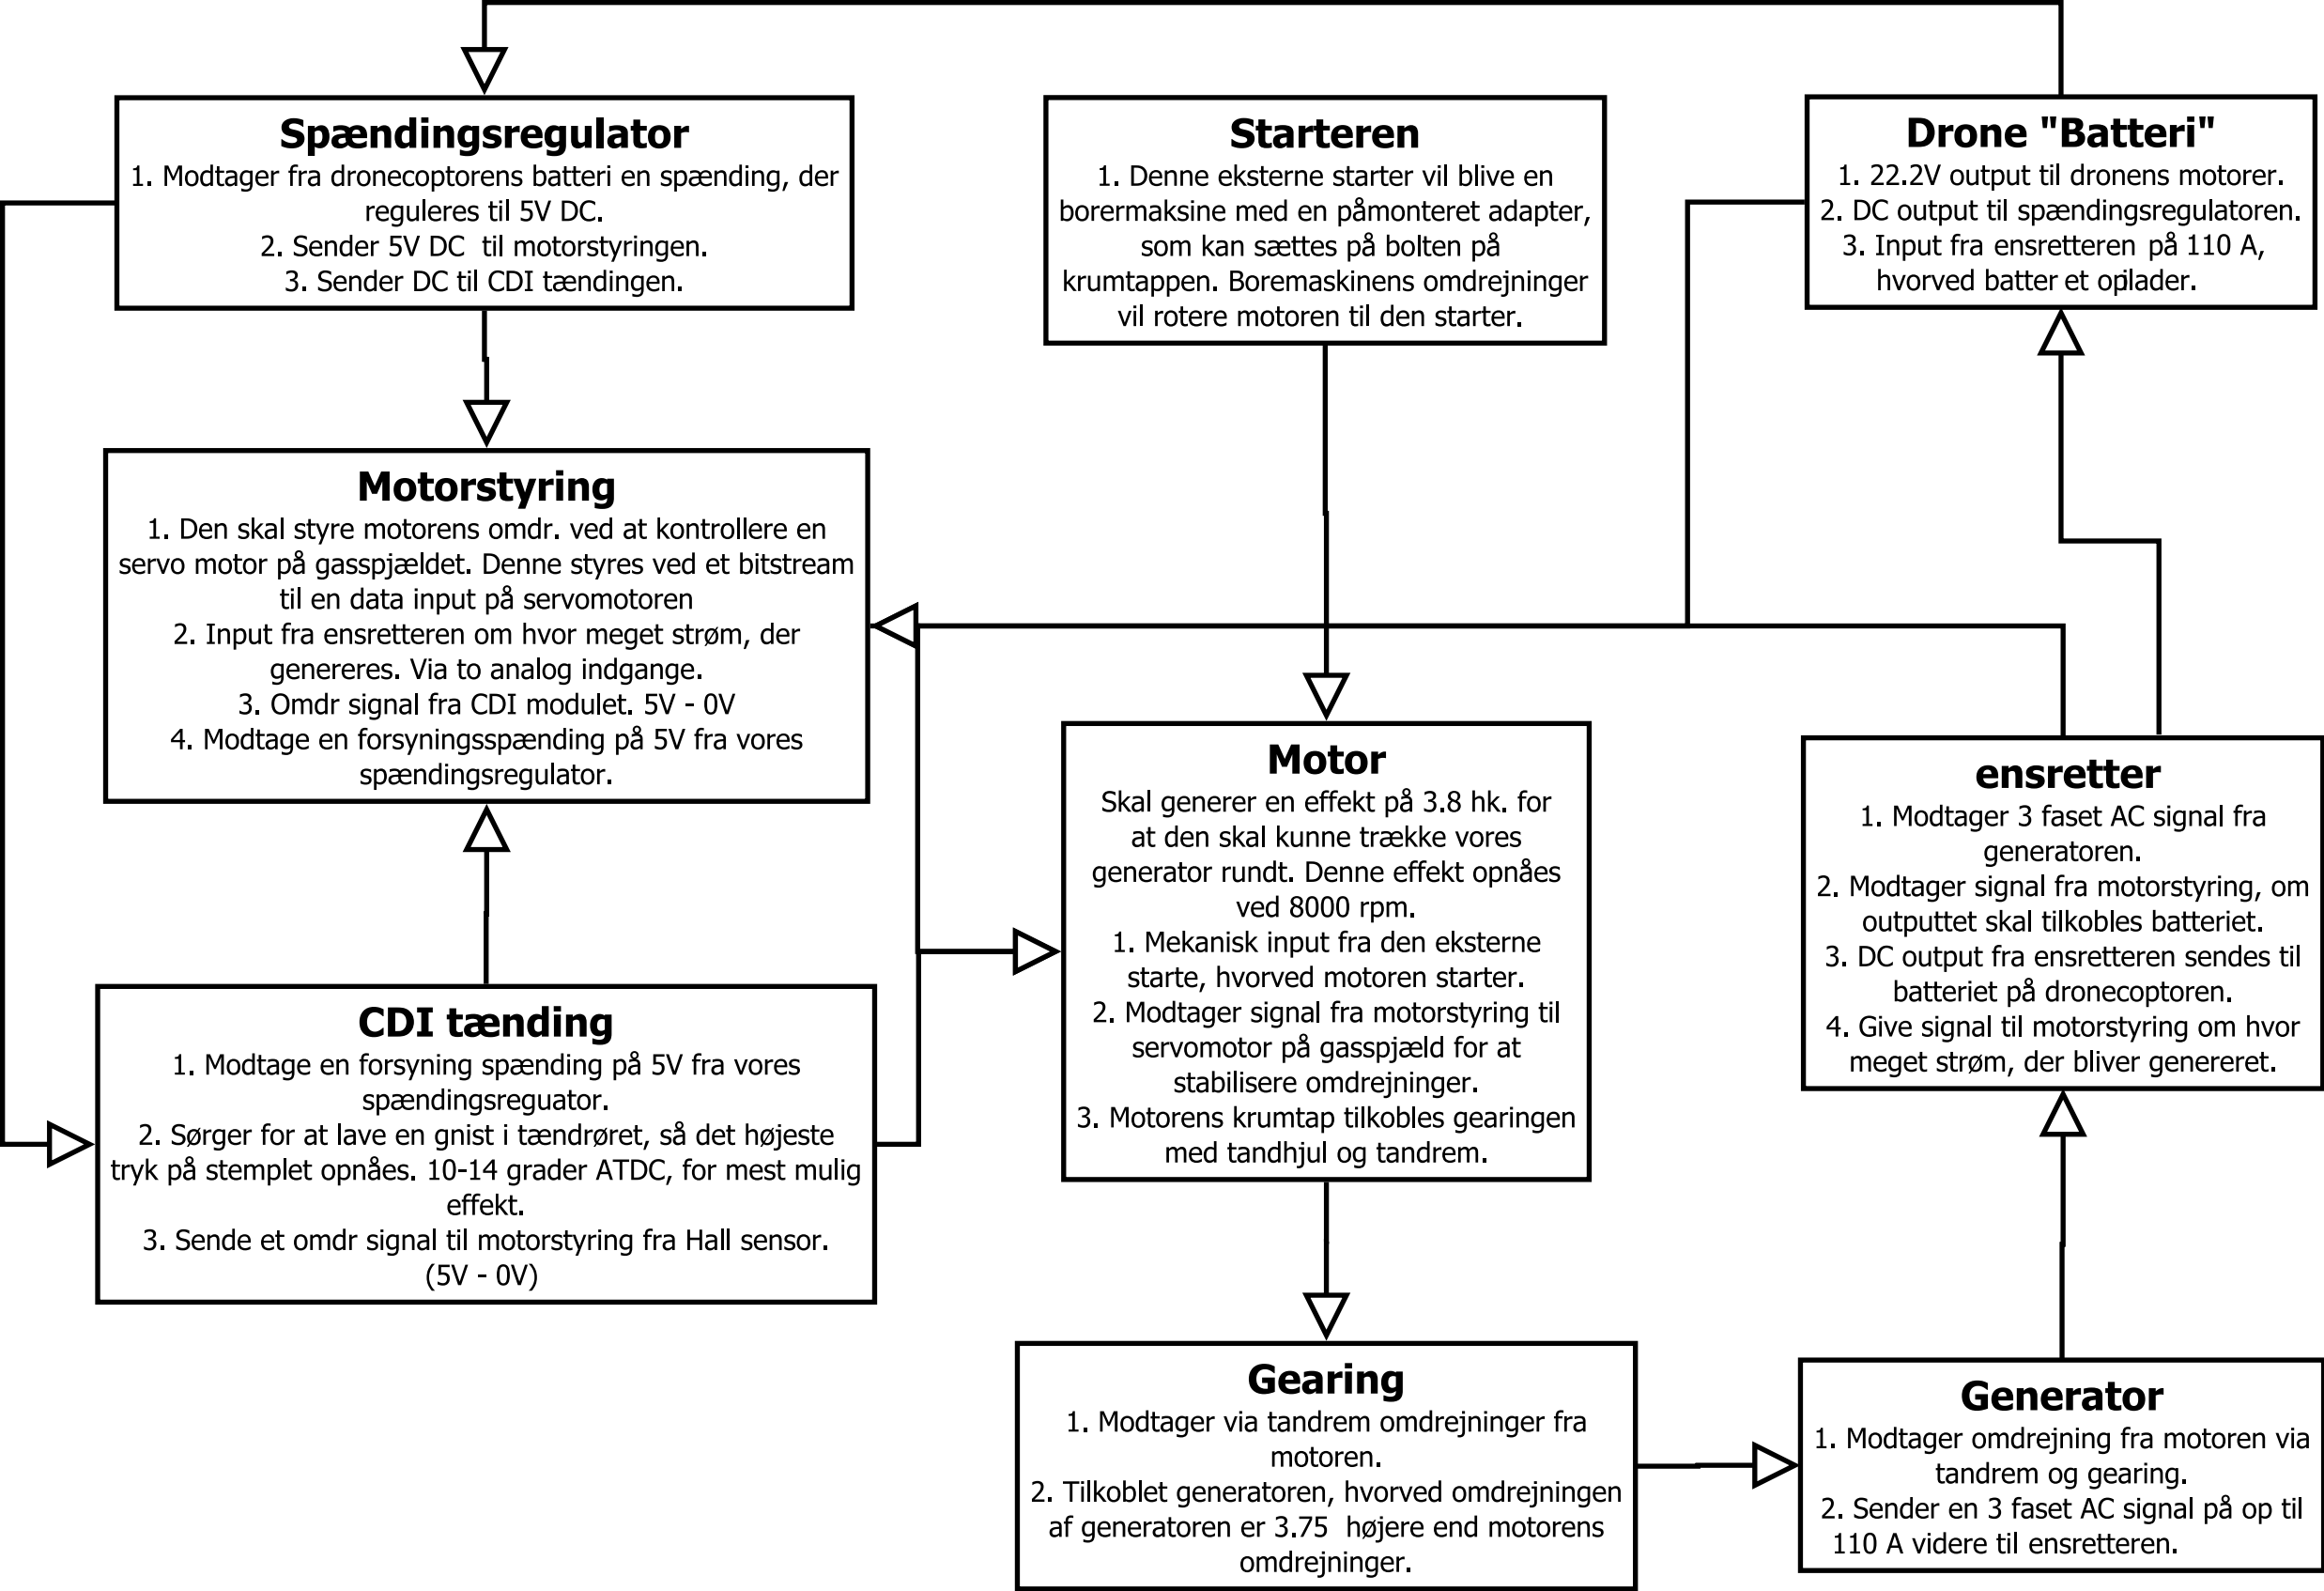 Spændingsregulator
1. Modtager fra dronecoptorens batteri en spænding, der
reguleres til 5V DC.
2. Sender 5V DC  til motorstyringen.
3. Sender DC til CDI tændingen.
Starteren
1. Denne eksterne starter vil blive en
borermaksine med en påmonteret adapter,
som kan sættes på bolten på
krumtappen. Boremaskinens omdrejninger
vil rotere motoren til den starter.
Drone "Batteri"
1. 22.2V output til dronens motorer.
2. DC output til spændingsregulatoren.
3. Input fra ensretteren på 110 A,
hvorved batter et oplader.
Motorstyring
1. Den skal styre motorens omdr. ved at kontrollere en
servo motor på gasspjældet. Denne styres ved et bitstream
til en data input på servomotoren
2. Input fra ensretteren om hvor meget strøm, der
genereres. Via to analog indgange.
3. Omdr signal fra CDI modulet. 5V - 0V
4. Modtage en forsyningsspænding på 5V fra vores
spændingsregulator.
Motor
Skal generer en effekt på 3.8 hk. for
at den skal kunne trække vores
generator rundt. Denne effekt opnåes
ved 8000 rpm.
1. Mekanisk input fra den eksterne
starte, hvorved motoren starter.
2. Modtager signal fra motorstyring til
servomotor på gasspjæld for at
stabilisere omdrejninger.
3. Motorens krumtap tilkobles gearingen
med tandhjul og tandrem.
ensretter
1. Modtager 3 faset AC signal fra
generatoren.
2. Modtager signal fra motorstyring, om
outputtet skal tilkobles batteriet.
3. DC output fra ensretteren sendes til
batteriet på dronecoptoren.
4. Give signal til motorstyring om hvor
meget strøm, der bliver genereret.
CDI tænding
1. Modtage en forsyning spænding på 5V fra vores
spændingsreguator.
2. Sørger for at lave en gnist i tændrøret, så det højeste
tryk på stemplet opnåes. 10-14 grader ATDC, for mest mulig
effekt.
3. Sende et omdr signal til motorstyring fra Hall sensor.
(5V - 0V)
Gearing
1. Modtager via tandrem omdrejninger fra
motoren.
2. Tilkoblet generatoren, hvorved omdrejningen
af generatoren er 3.75  højere end motorens
omdrejninger.
Generator
1. Modtager omdrejning fra motoren via
tandrem og gearing.
2. Sender en 3 faset AC signal på op til
110 A videre til ensretteren.